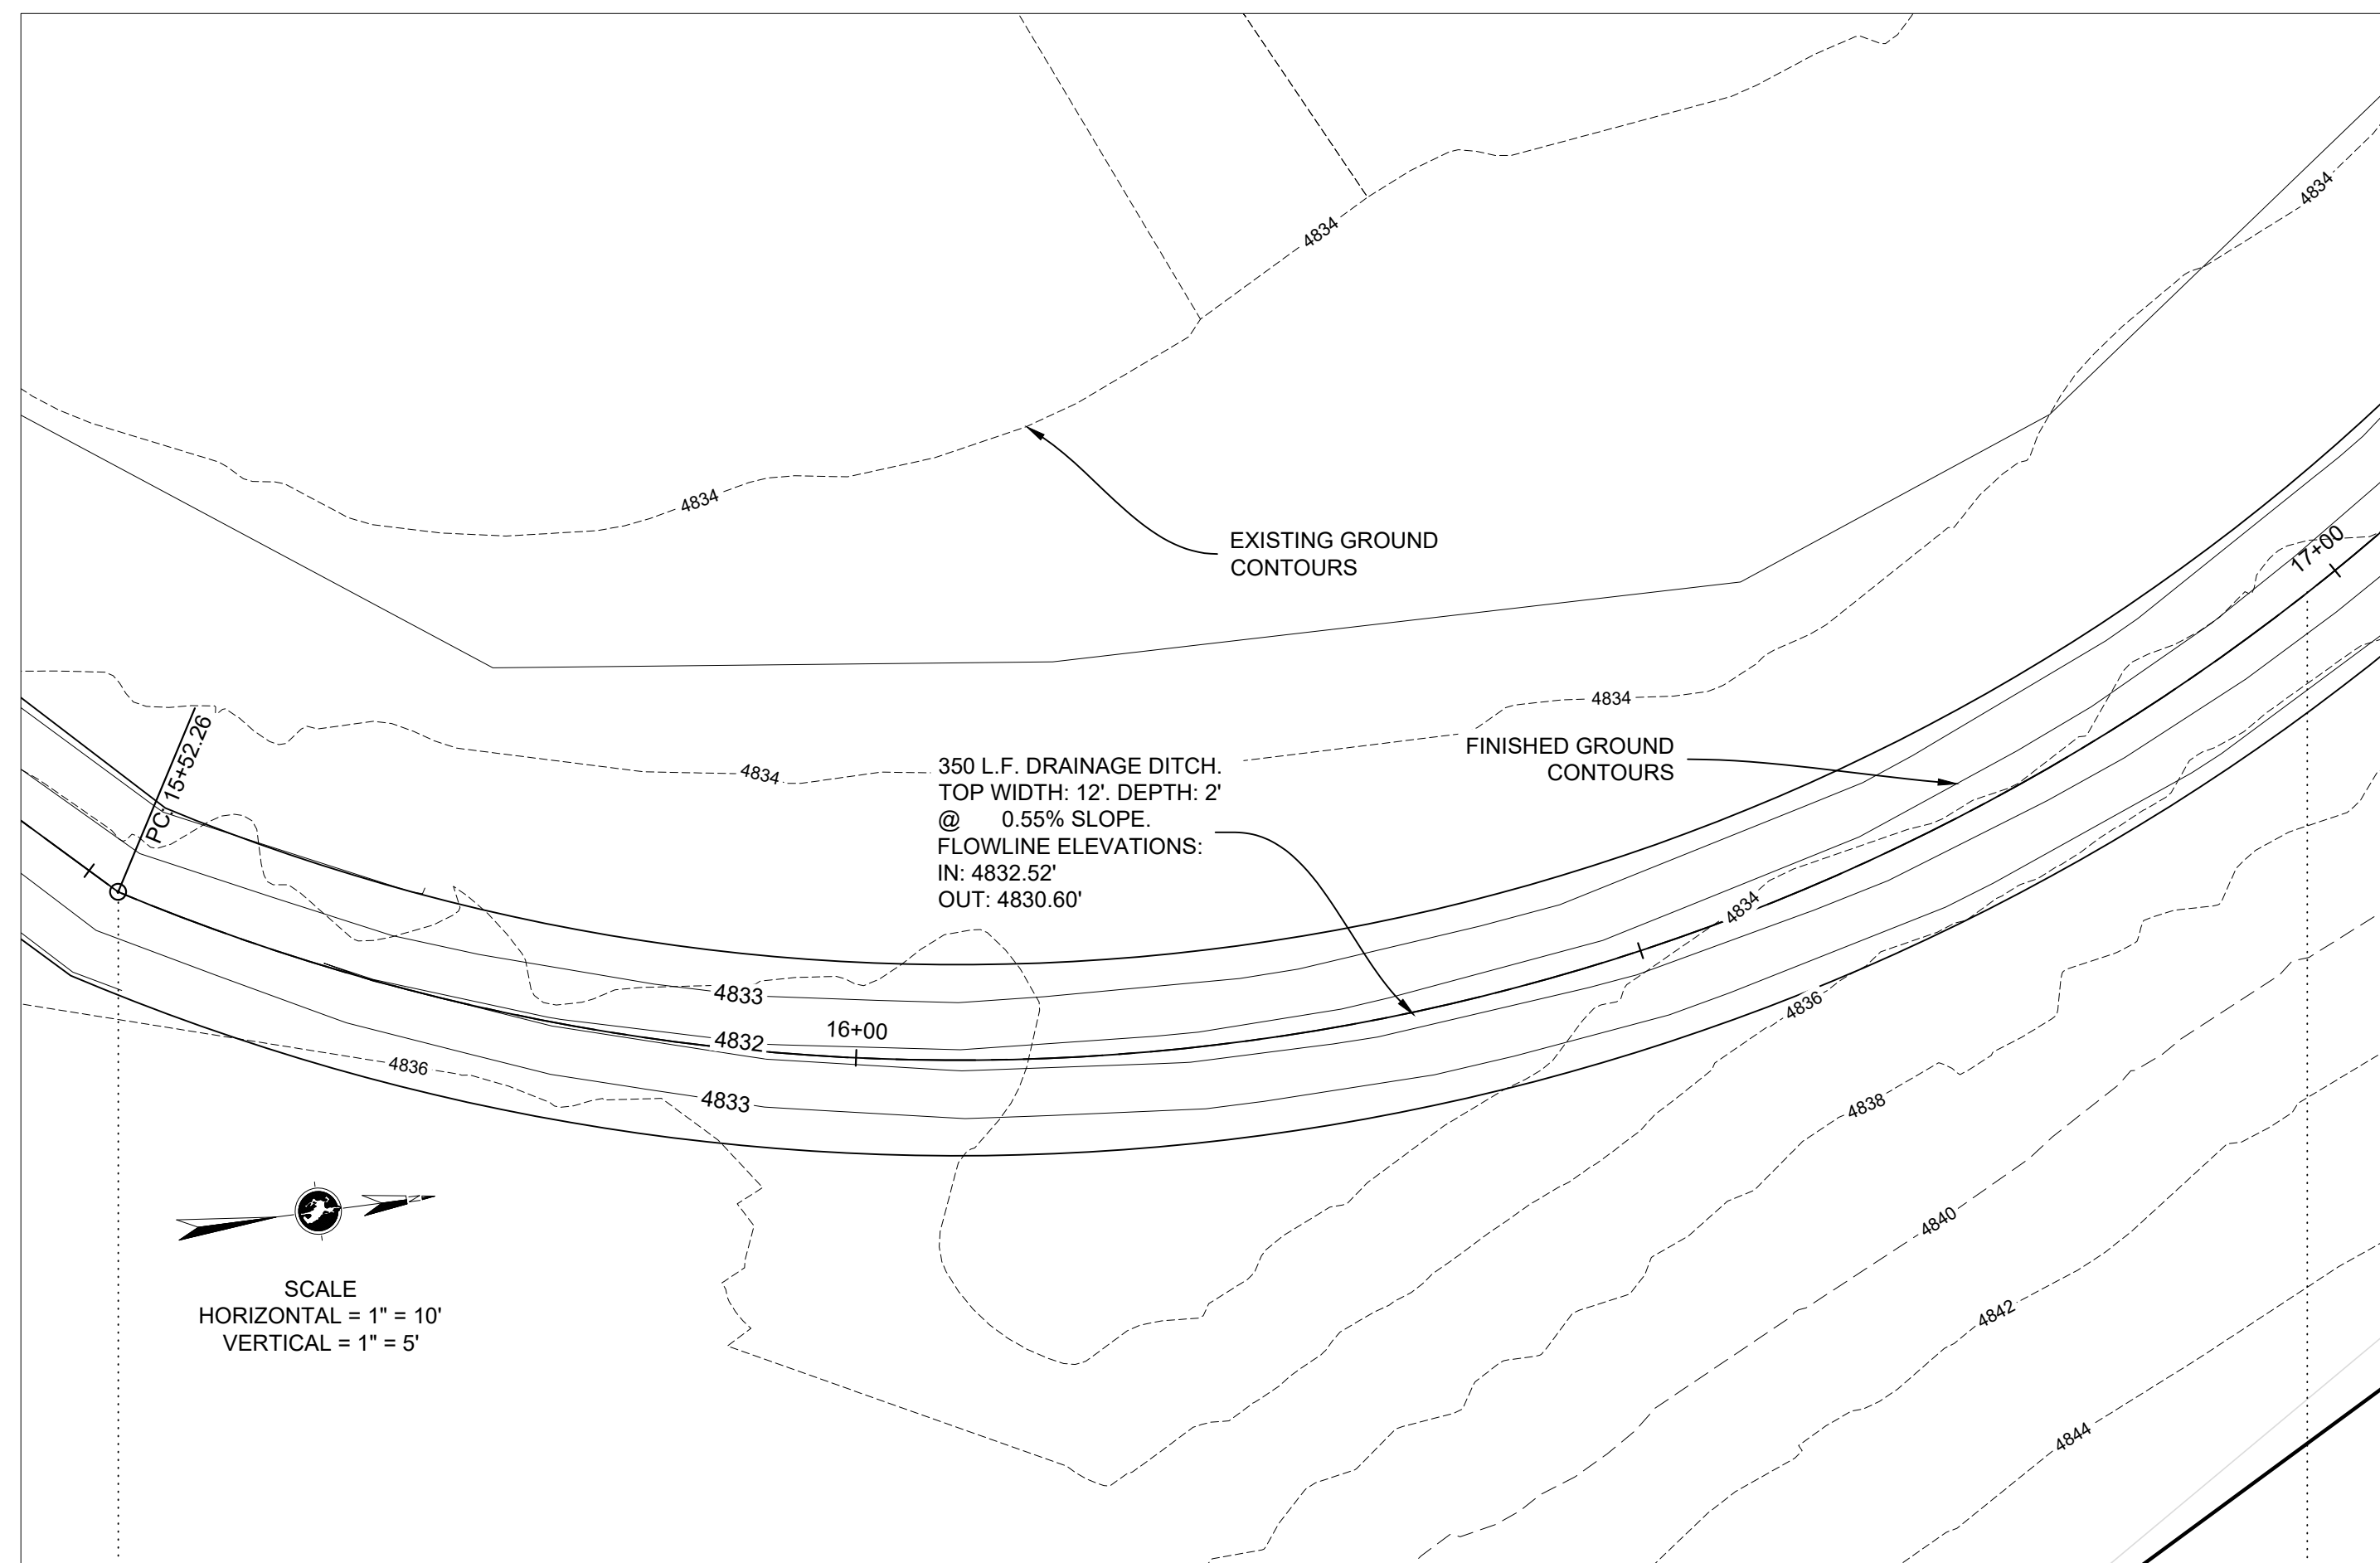 4834
4834
4834
EXISTING GROUND
CONTOURS
17+00
4834
PC: 15+52.26
FINISHED GROUND
CONTOURS
4834
350 L.F. DRAINAGE DITCH.
TOP WIDTH: 12'. DEPTH: 2'
@ 0.55% SLOPE.
FLOWLINE ELEVATIONS:
IN: 4832.52'
OUT: 4830.60'
4834
4833
4836
16+00
4832
4836
4833
4838
N
4840
SCALE
HORIZONTAL = 1" = 10'
VERTICAL = 1" = 5'
4842
4844